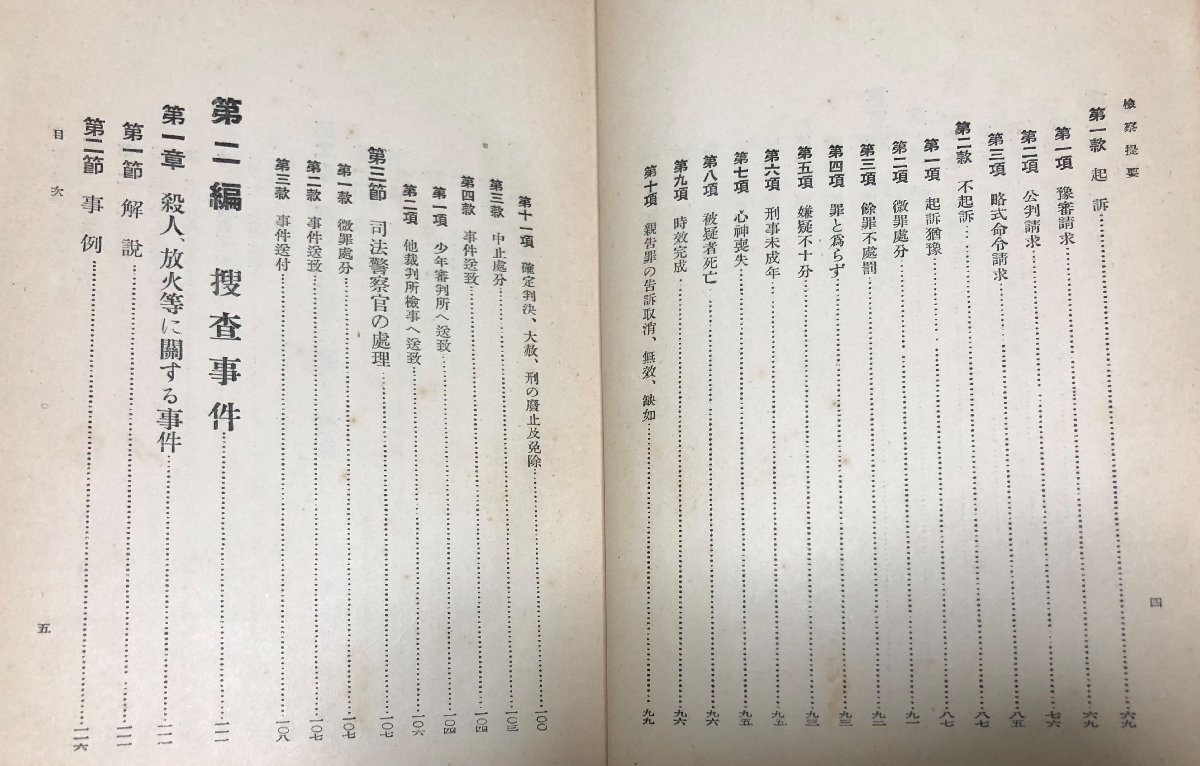 檢察提要
第一款 起訴……六九
第一項 豫審請求……六九
第二項 公判請求……七六
第三項 略式命令請求……八五
第二款 不起訴……八七
第一項 起訴猶豫……八七
第二項 微罪處分……九一
第三項 餘罪不處罰……九二
第四項 罪と爲らず……九三
第五項 嫌疑不十分……九三
第六項 刑事未成年……九五
第七項 心神喪失……九五
第八項 被疑者死亡……九六
第九項 時效完成……九六
第十項 親告罪の告訴取消、無效、缺如……九九
四
第十一項 確定判決、大赦、刑の廢止及免除……一〇〇
第三款 中止處分……一〇三
第四款 事件送致……一〇四
第一項 少年審判所へ送致……一〇四
第二項 他裁判所檢事へ送致……一〇六
第三節 司法警察官の處理……一〇七
第一款 微罪處分……一〇七
第二款 事件送致……一〇七
第三款 事件送付……一〇八
第二編 搜查事件……一一一
第一章 殺人、放火等に關する事件……一一一
第一節 解說……一一一
第二節 事例……一一六
目次
五